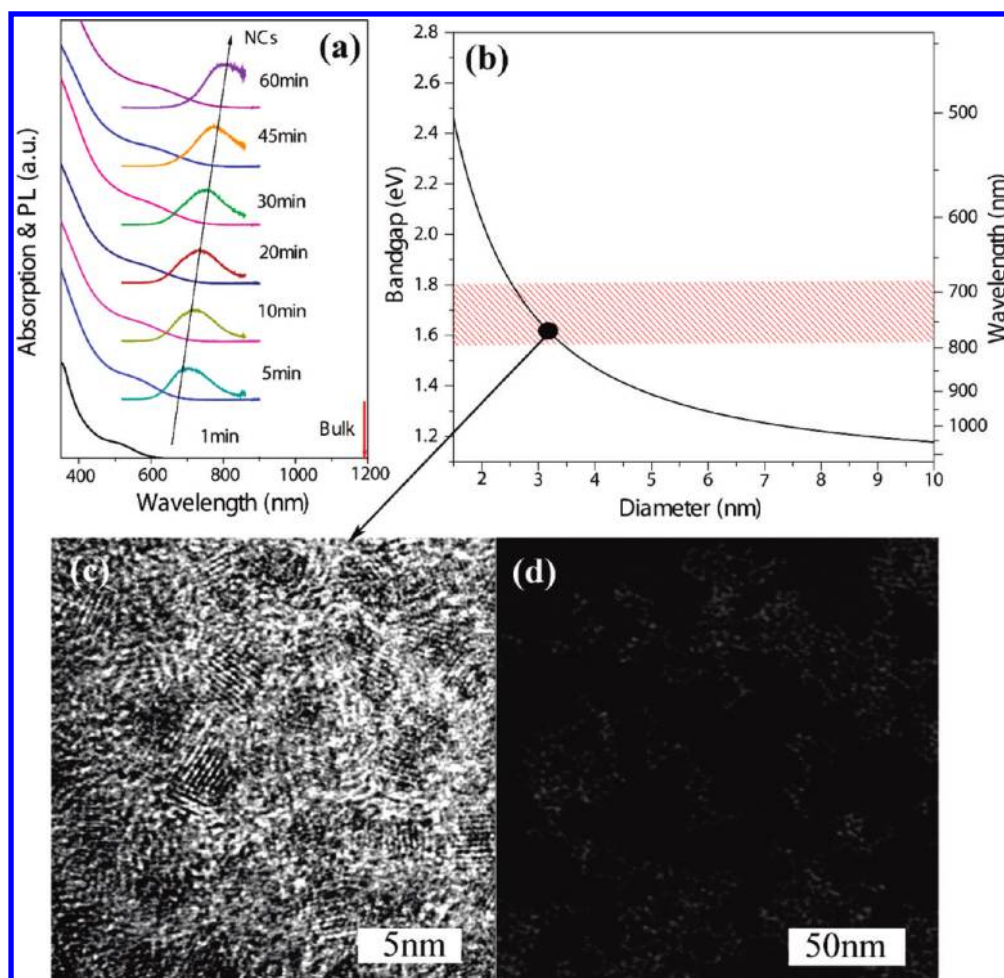 (a)
NCs
60min
45min
30min
20min
10min
5min
1min
Bulk
Absorption & PL (a.u.)
400 600 800 1000 1200
Wavelength (nm)
(b)
2.8
2.6
2.4
2.2
2.0
1.8
1.6
1.4
1.2
Bandgap (eV)
500
600
700
800
900
1000
Wavelength (nm)
2 3 4 5 6 7 8 9 10
Diameter (nm)
(c)
5nm
(d)
50nm